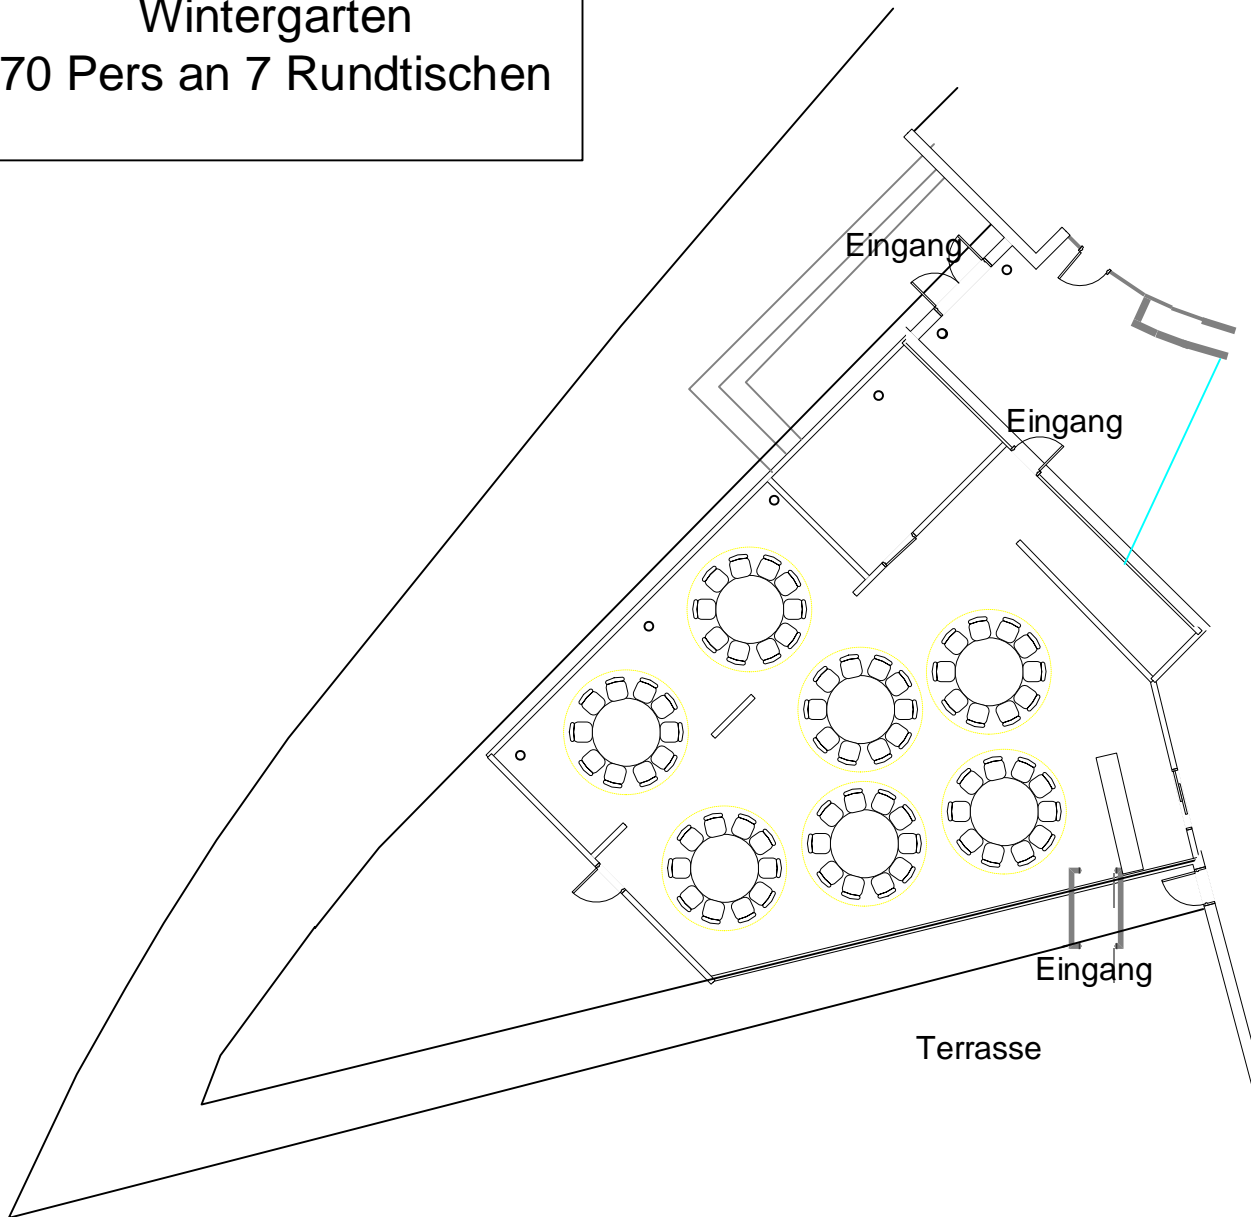 Wintergarten
70 Pers an 7 Rundtischen
Eingang
Eingang
Eingang
Terrasse